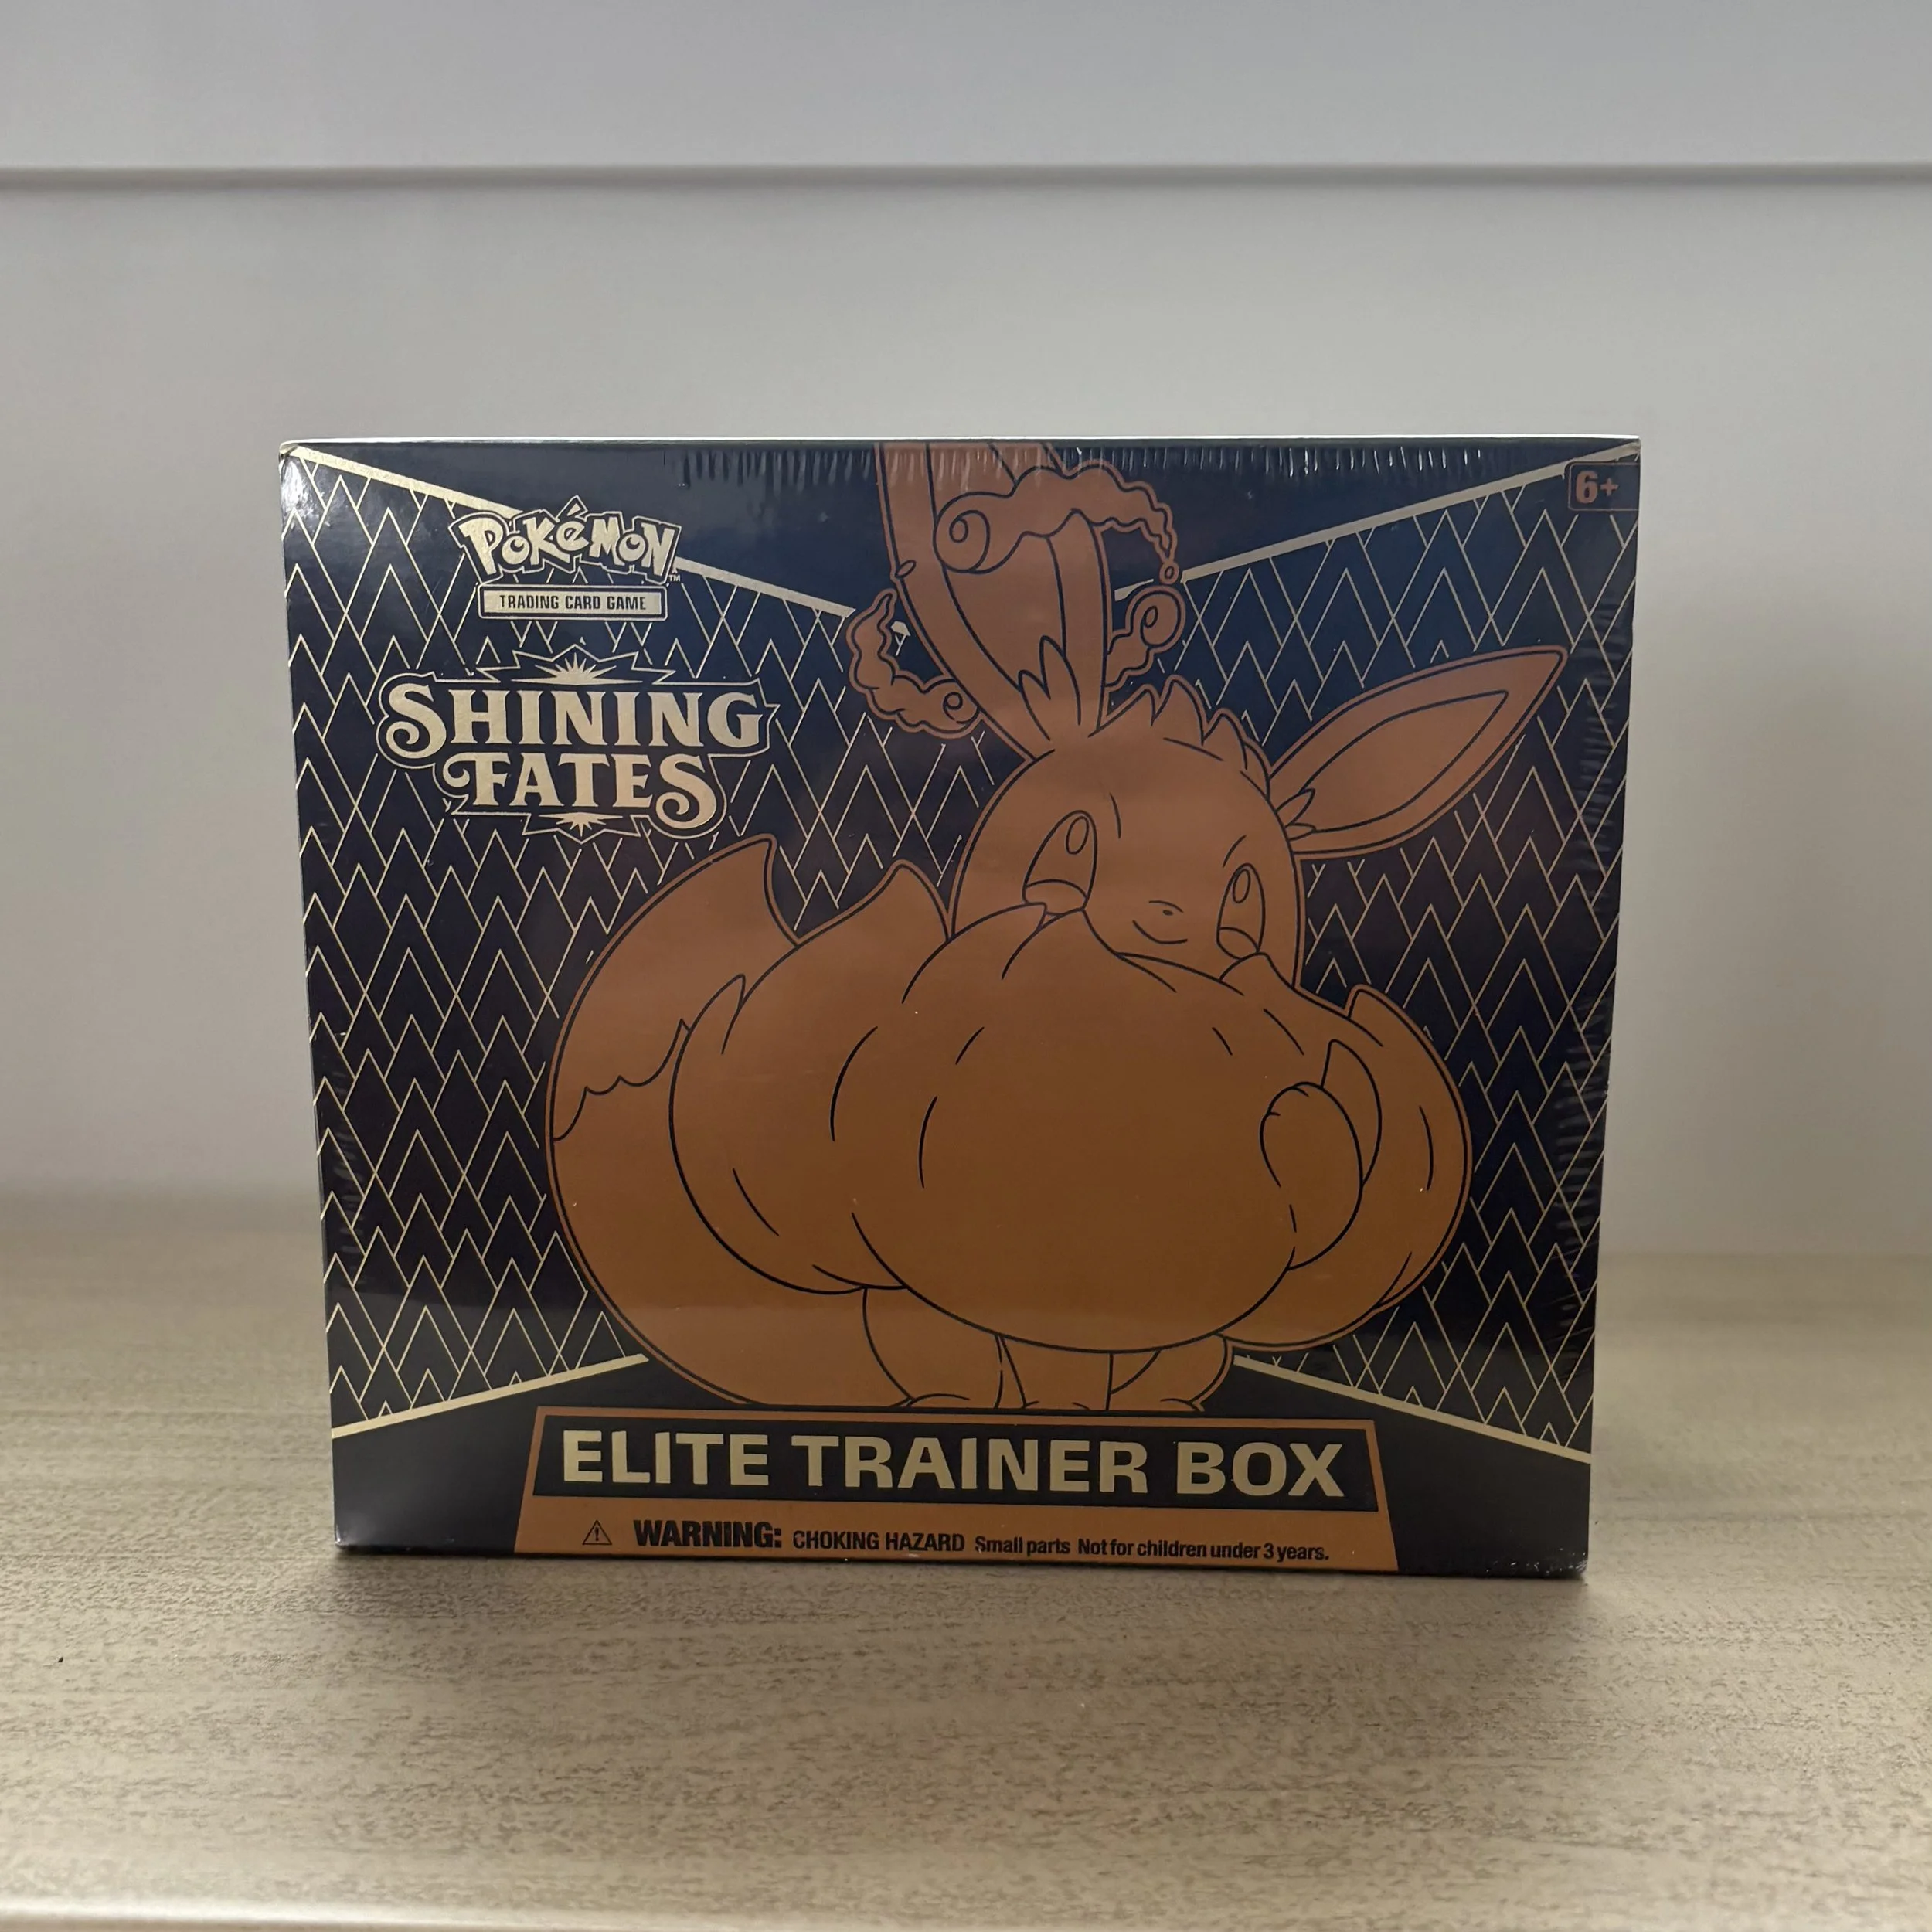 6+
Pokémon™
TRADING CARD GAME
SHINING
FATES
ELITE TRAINER BOX
⚠ WARNING: CHOKING HAZARD Small parts Not for children under 3 years.